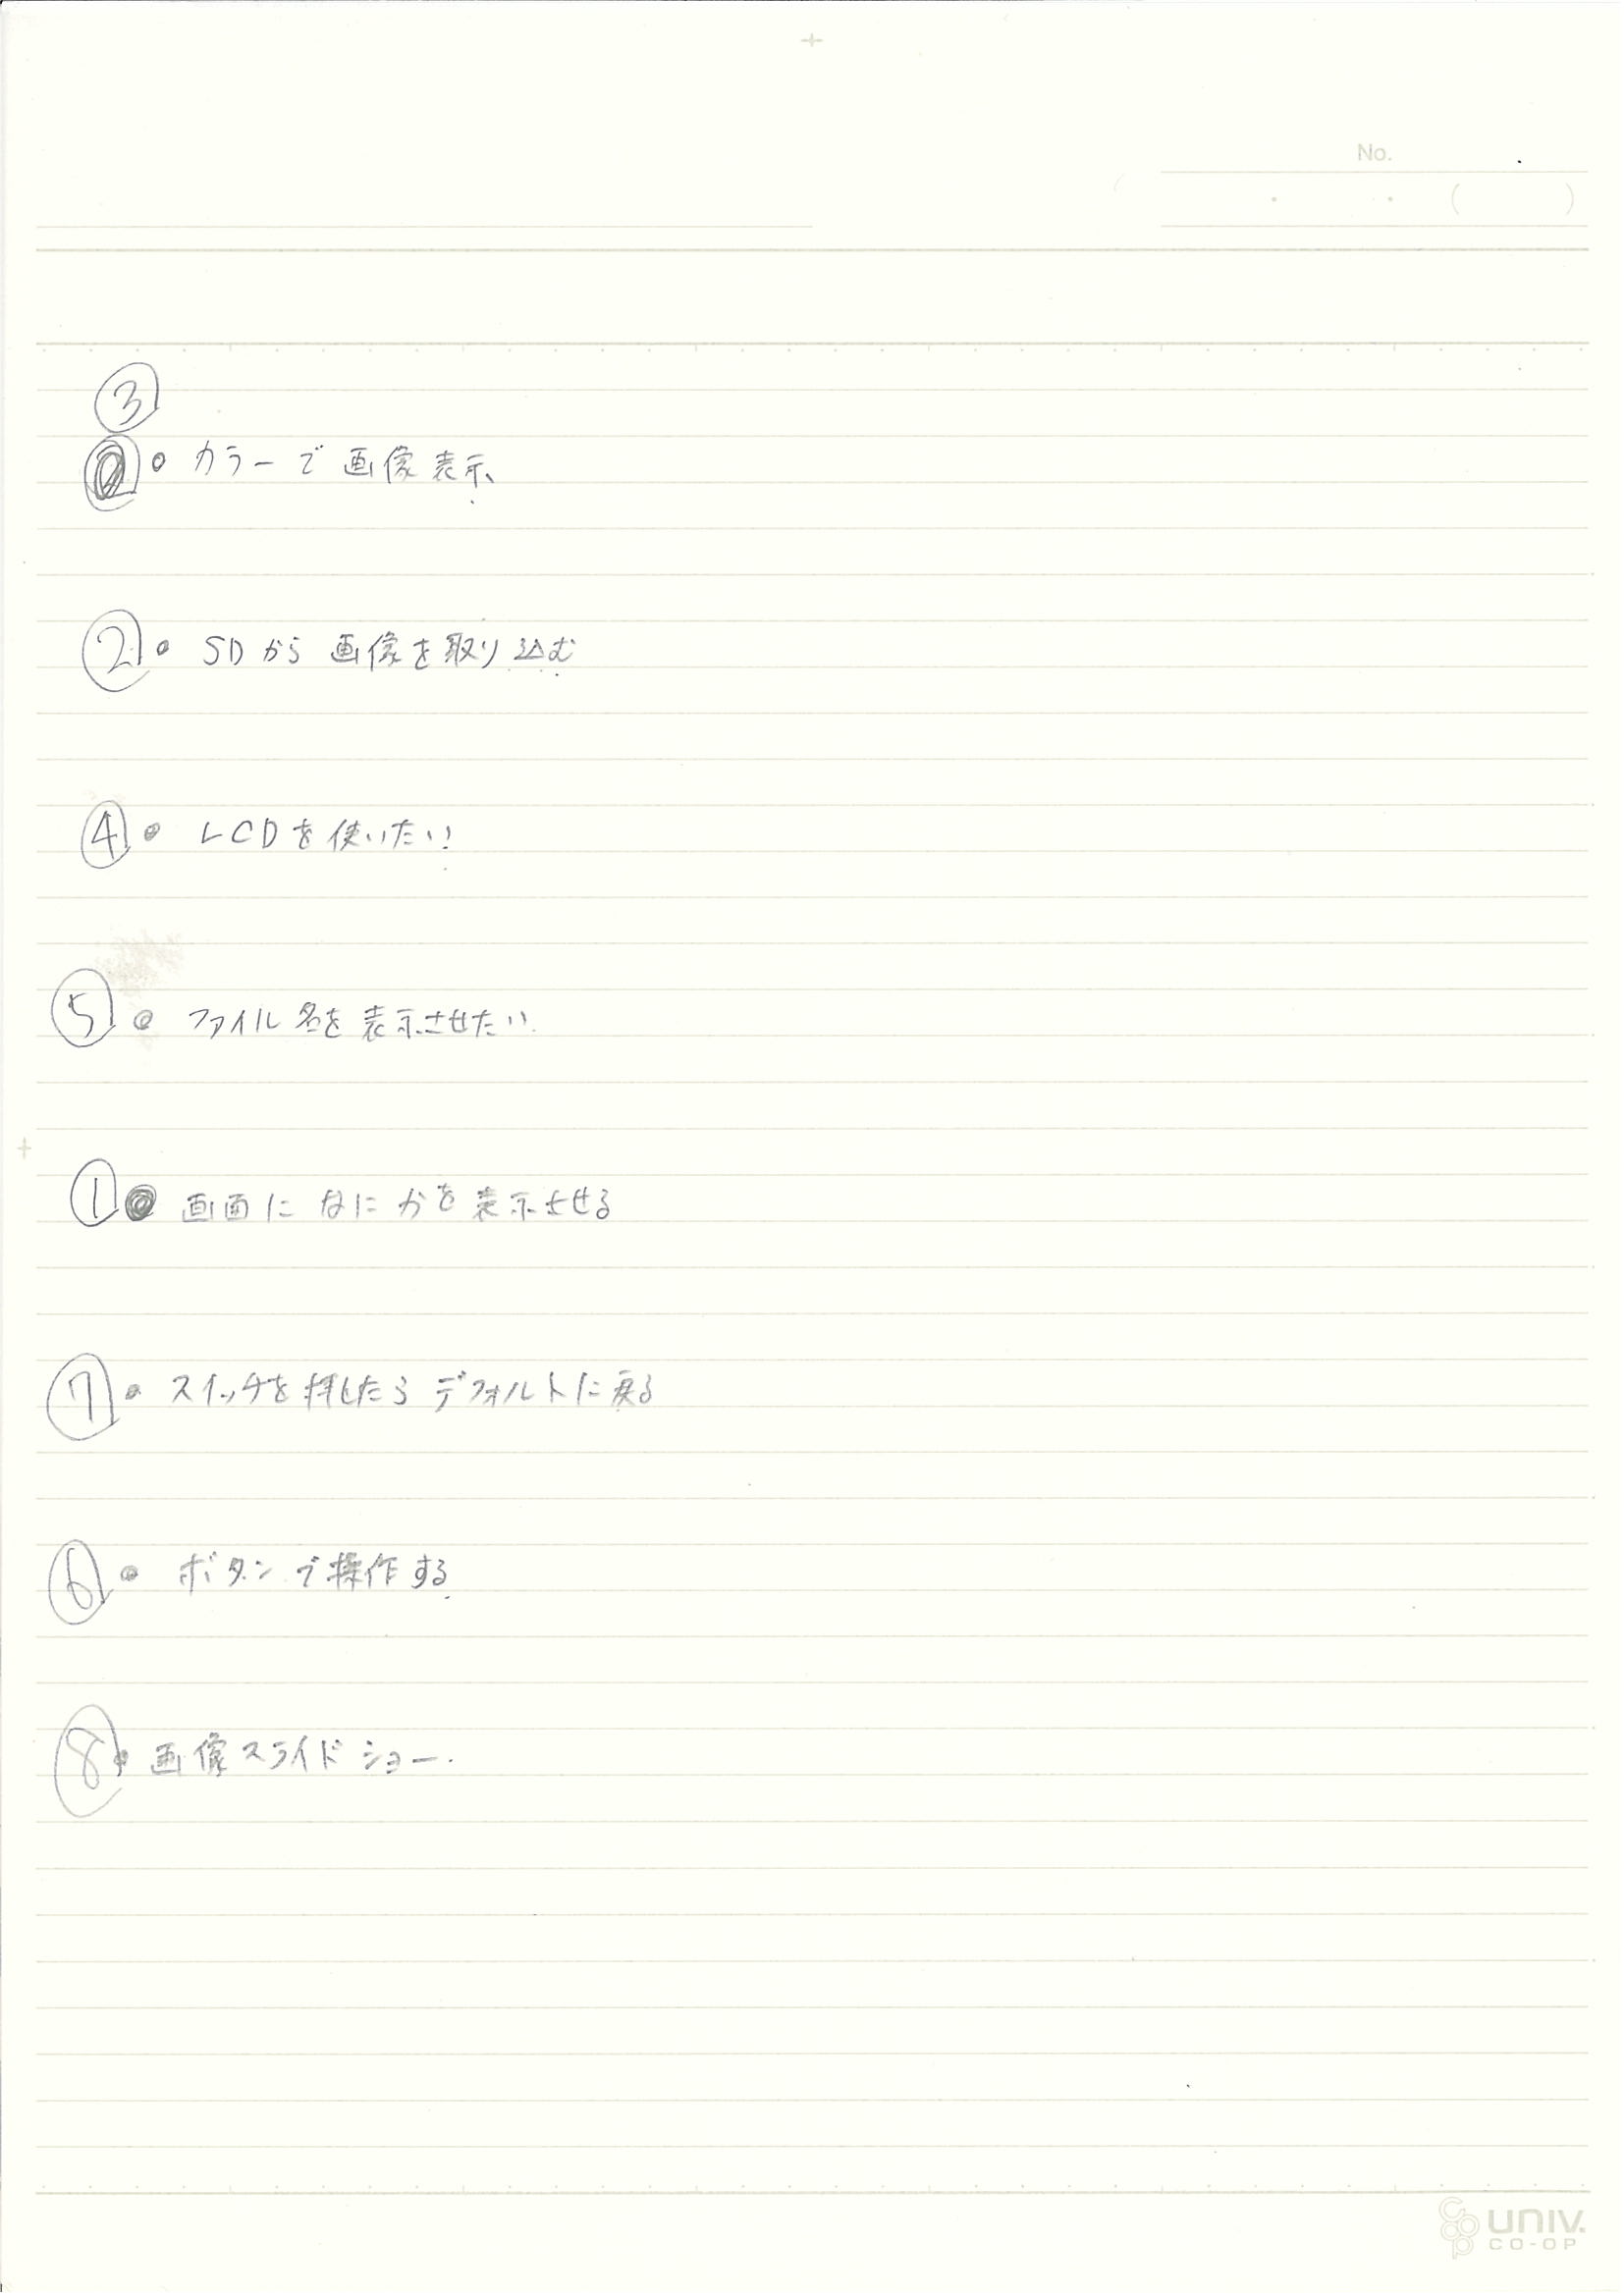 No.
( )
③
②。カラーで画像表示
②。SDから画像を取り込む
④。LCDを使いたい!
⑤。ファイル名を表示させたい
①。画面になにかを表示させる
⑦。スイッチを押したらデフォルトに戻る
⑥。ボタンで操作する
⑧。画像スライドショー.
UNIV.
CO-OP